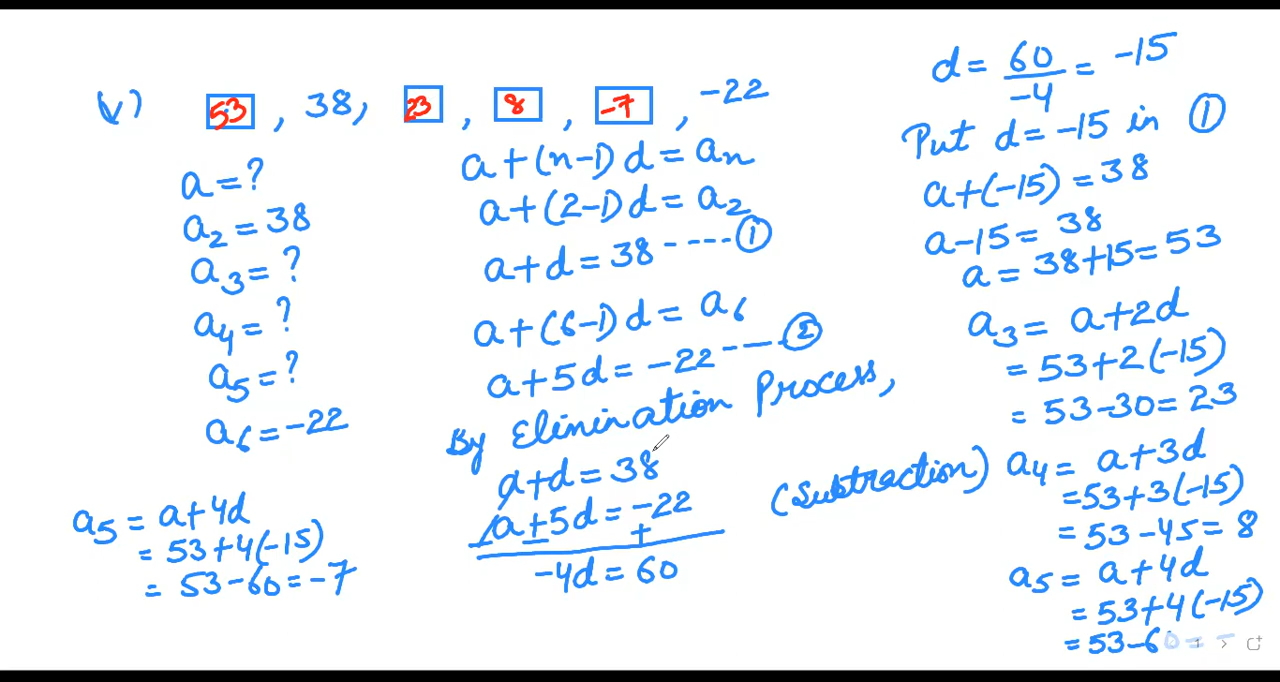 v) 53, 38, 23, 8, -7, -22
a = ?
a₂ = 38
a₃ = ?
a₄ = ?
a₅ = ?
a₆ = -22
a₅ = a+4d
= 53+4(-15)
= 53-60 = -7
a+(n-1)d = an
a+(2-1)d = a₂
a+d = 38 ----①
a+(6-1)d = a₆
a+5d = -22 ----②
By Elimination Process,
a+d = 38
a+5d = -22
- - +
-4d = 60
(Subtraction)
d = 60/-4 = -15
Put d = -15 in ①
a+(-15) = 38
a-15 = 38
a = 38+15 = 53
a₃ = a+2d
= 53+2(-15)
= 53-30 = 23
a₄ = a+3d
= 53+3(-15)
= 53-45 = 8
a₅ = a+4d
= 53+4(-15)
= 53-60 = -